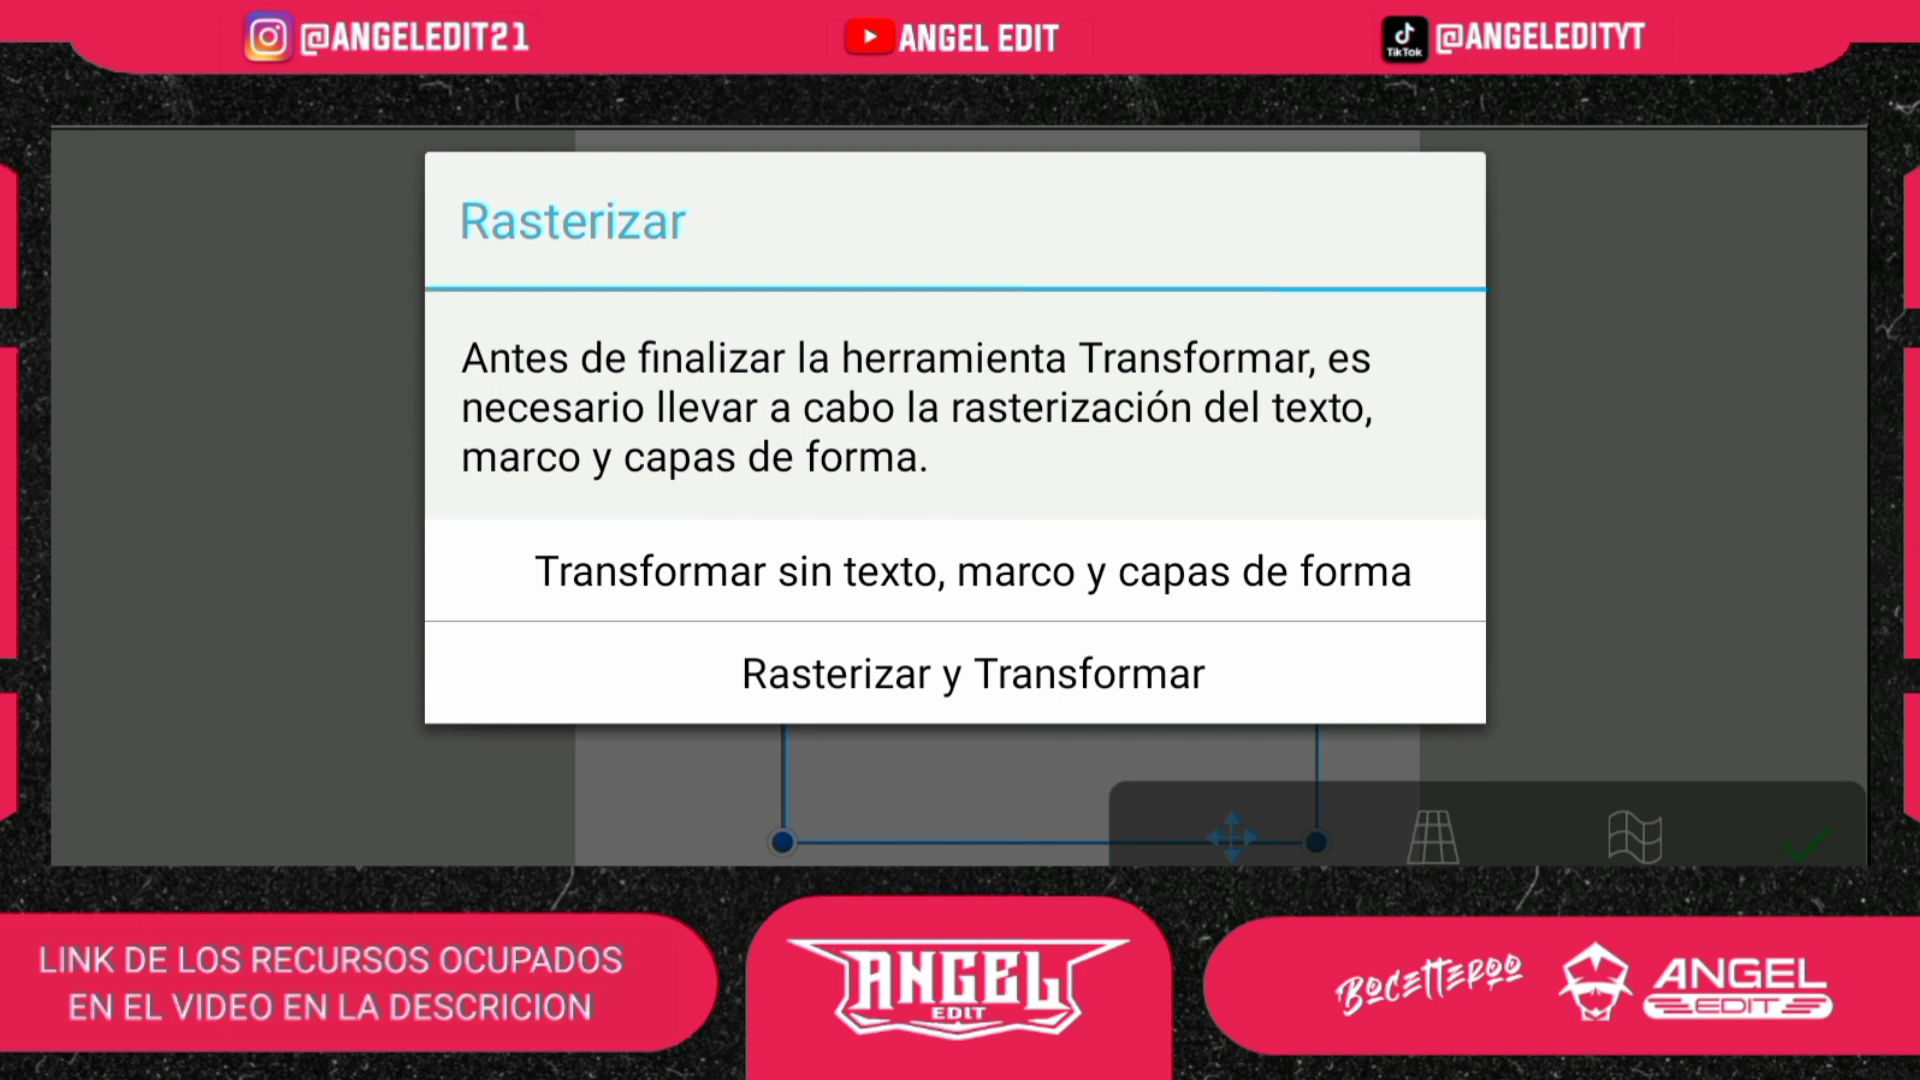 @ANGELEDIT21
ANGEL EDIT
TikTok
@ANGELEDITYT
Rasterizar
Antes de finalizar la herramienta Transformar, es
necesario llevar a cabo la rasterización del texto,
marco y capas de forma.
Transformar sin texto, marco y capas de forma
Rasterizar y Transformar
LINK DE LOS RECURSOS OCUPADOS
EN EL VIDEO EN LA DESCRICION
ANGEL
EDIT
BOCETTEROO
ANGEL
EDIT